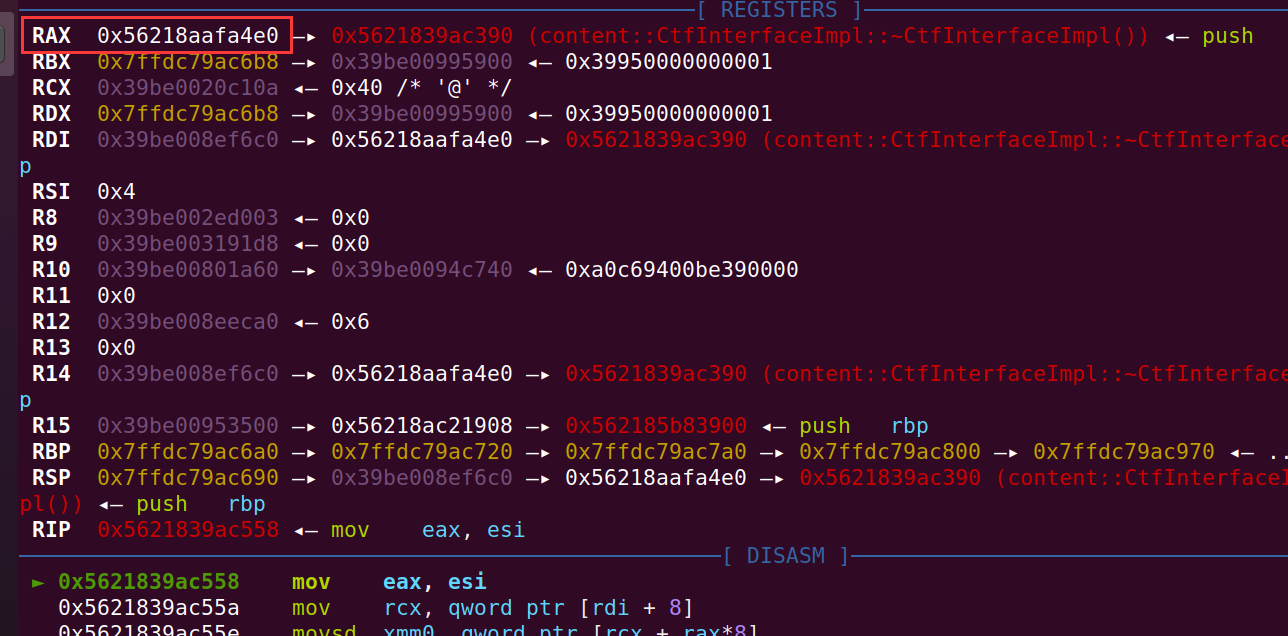 [ REGISTERS ]
RAX 0x56218aafa4e0 —▸ 0x5621839ac390 (content::CtfInterfaceImpl::~CtfInterfaceImpl()) ◂— push
RBX 0x7ffdc79ac6b8 —▸ 0x39be00995900 ◂— 0x39950000000001
RCX 0x39be0020c10a ◂— 0x40 /* '@' */
RDX 0x7ffdc79ac6b8 —▸ 0x39be00995900 ◂— 0x39950000000001
RDI 0x39be008ef6c0 —▸ 0x56218aafa4e0 —▸ 0x5621839ac390 (content::CtfInterfaceImpl::~CtfInterface
p
RSI 0x4
R8 0x39be002ed003 ◂— 0x0
R9 0x39be003191d8 ◂— 0x0
R10 0x39be00801a60 —▸ 0x39be0094c740 ◂— 0xa0c69400be390000
R11 0x0
R12 0x39be008eeca0 ◂— 0x6
R13 0x0
R14 0x39be008ef6c0 —▸ 0x56218aafa4e0 —▸ 0x5621839ac390 (content::CtfInterfaceImpl::~CtfInterface
p
R15 0x39be00953500 —▸ 0x56218ac21908 —▸ 0x562185b83900 ◂— push rbp
RBP 0x7ffdc79ac6a0 —▸ 0x7ffdc79ac720 —▸ 0x7ffdc79ac7a0 —▸ 0x7ffdc79ac800 —▸ 0x7ffdc79ac970 ◂— ..
RSP 0x7ffdc79ac690 —▸ 0x39be008ef6c0 —▸ 0x56218aafa4e0 —▸ 0x5621839ac390 (content::CtfInterfaceI
pl()) ◂— push rbp
RIP 0x5621839ac558 ◂— mov eax, esi
[ DISASM ]
► 0x5621839ac558 mov eax, esi
0x5621839ac55a mov rcx, qword ptr [rdi + 8]
0x5621839ac55e movsd xmm0, qword ptr [rcx + rax*8]